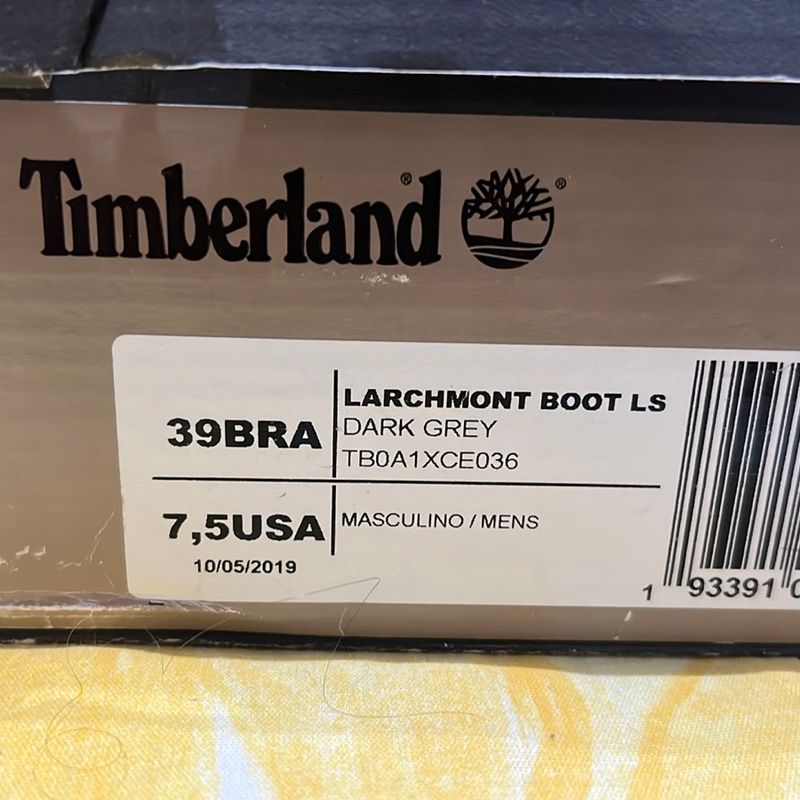 Timberland® ®
39BRA
LARCHMONT BOOT LS
DARK GREY
TB0A1XCE036
7,5USA
MASCULINO / MENS
10/05/2019
1 93391